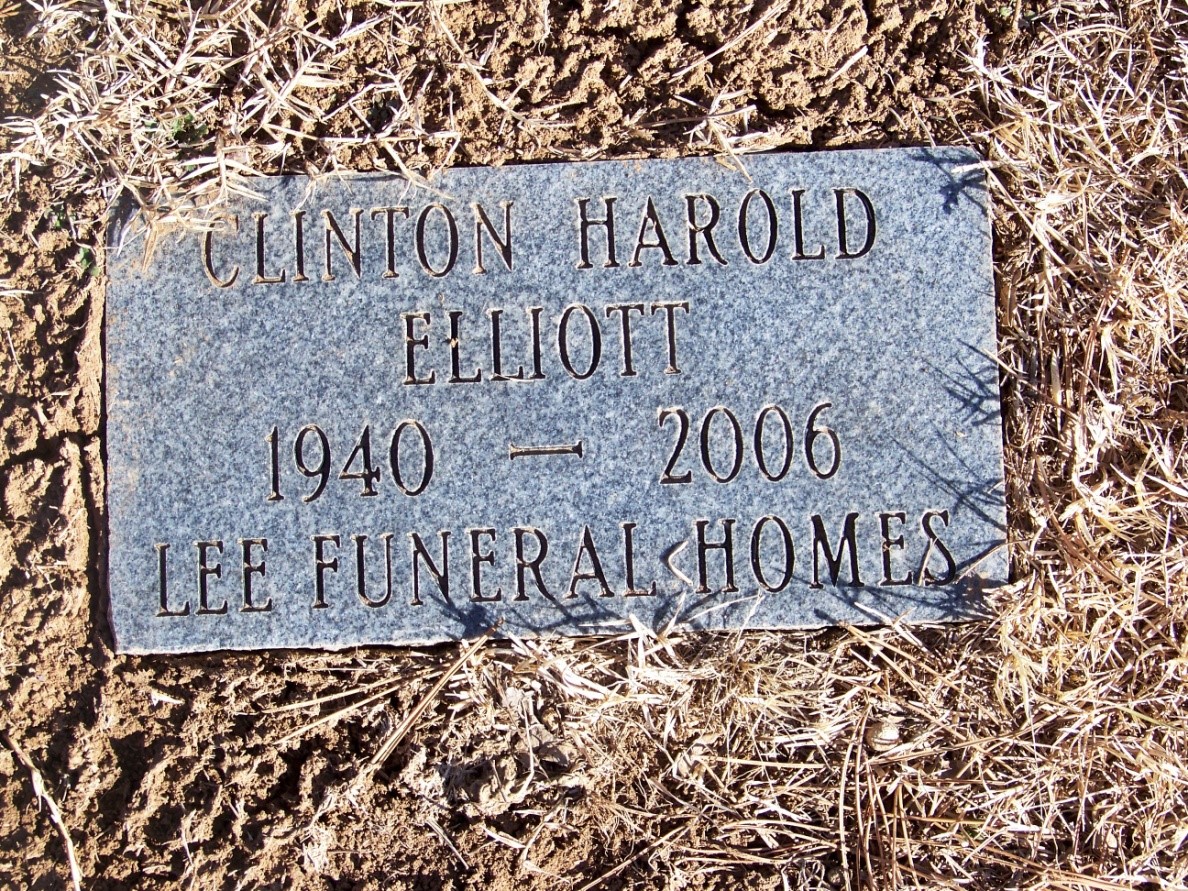 CLINTON HAROLD
ELLIOTT
1940 — 2006
LEE FUNERAL HOMES